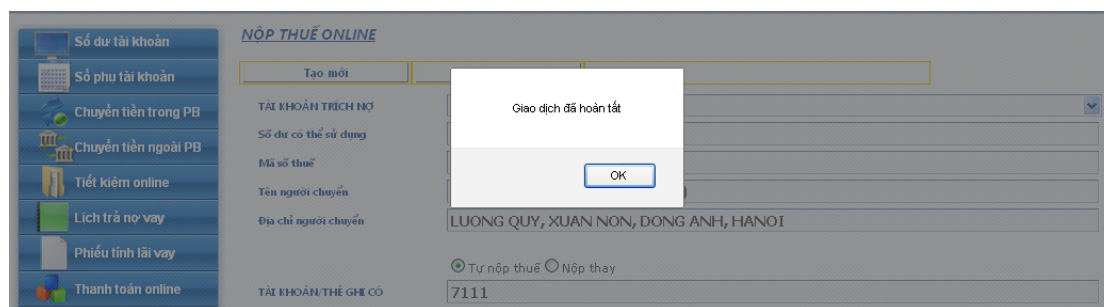 Số dư tài khoản
Sổ phụ tài khoản
Chuyển tiền trong PB
Chuyển tiền ngoài PB
Tiết kiệm online
Lịch trả nợ vay
Phiếu tính lãi vay
Thanh toán online
NỘP THUẾ ONLINE
Tạo mới
TÀI KHOẢN TRÍCH NỢ
Số dư có thể sử dụng
Mã số thuế
Tên người chuyển
Địa chỉ người chuyển
LUONG QUY, XUAN NON, DONG ANH, HANOI
Tự nộp thuế Nộp thay
TÀI KHOẢN/THẺ GHI CÓ
7111
Giao dịch đã hoàn tất
OK